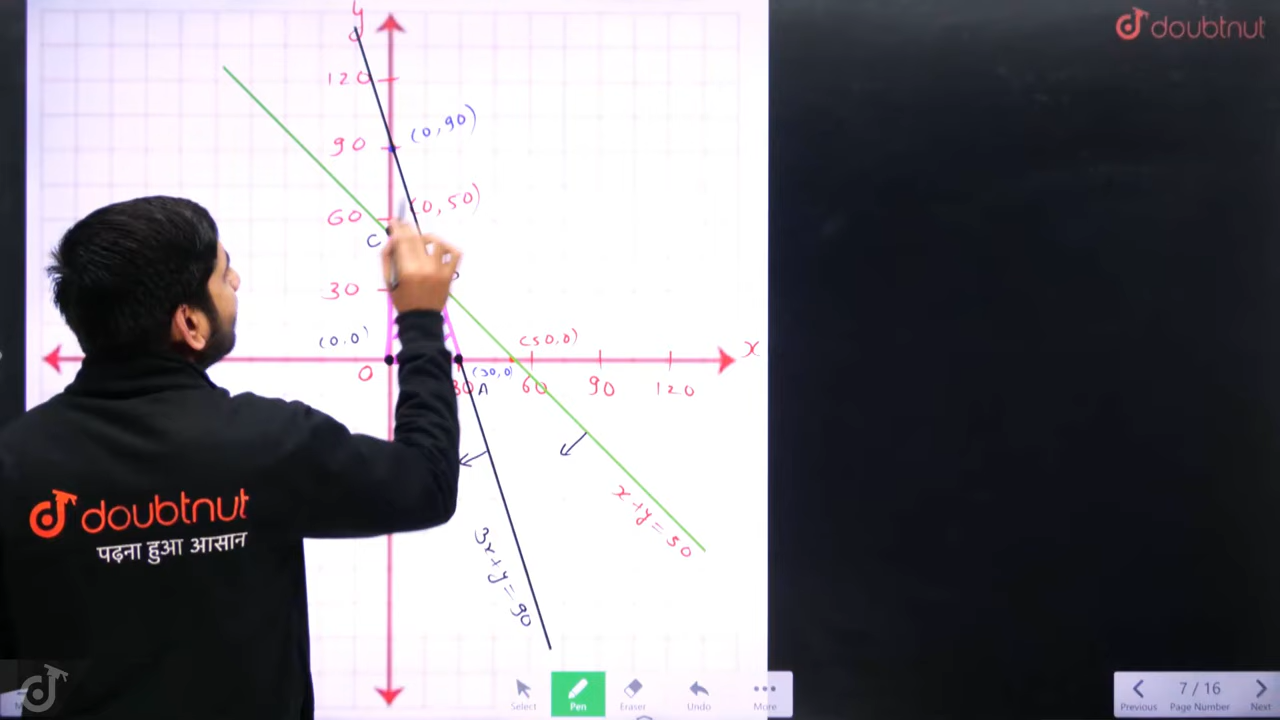 doubtnut
y
120
(0,90)
90
(0,50)
60
C
30
(0,0)
(50,0)
x
0
(30,0)
30
A
60
90
120
x+y=50
3x+y=90
doubtnut
पढ़ना हुआ आसान
Select
Pen
Eraser
Undo
More
Previous
7 / 16
Page Number
Next